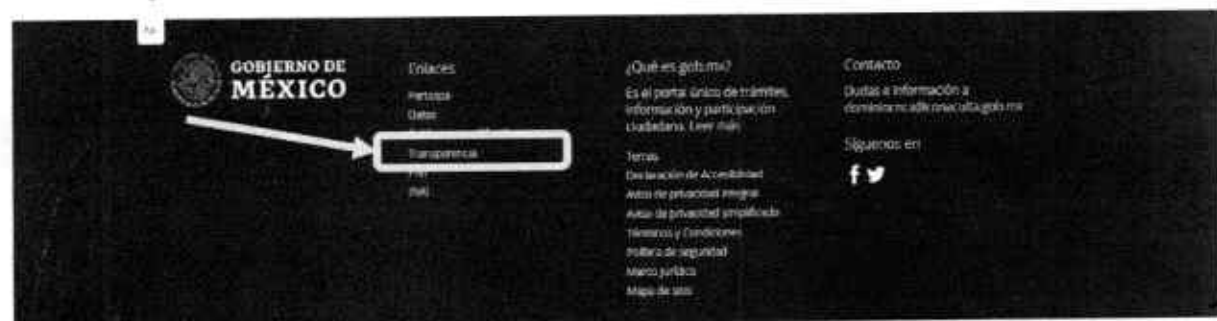 GOBIERNO DE
MÉXICO
Enlaces
Participa
Datos
Transparencia
¿Qué es gob.mx?
Es el portal único de trámites,
información y participación
ciudadana. Leer más
Temas
Declaración de Accesibilidad
Aviso de privacidad integral
Aviso de privacidad simplificado
Términos y Condiciones
Política de seguridad
Marco jurídico
Mapa de sitio
Contacto
Dudas e información a
Síguenos en